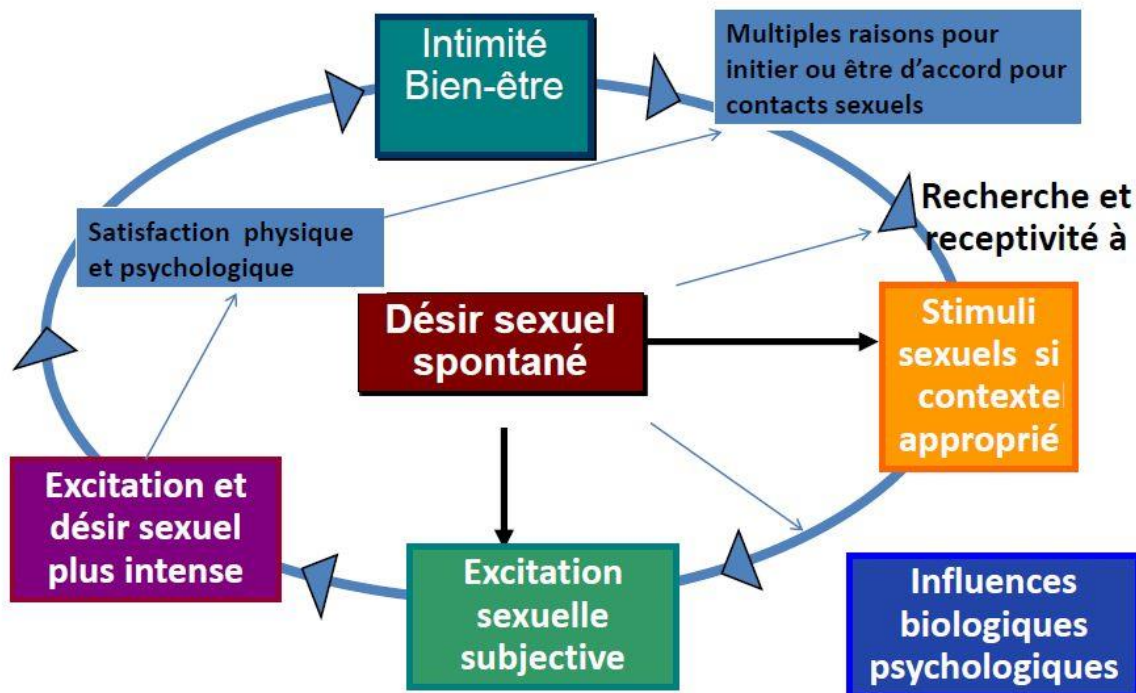 Intimité
Bien-être
Multiples raisons pour
initier ou être d’accord pour
contacts sexuels
Recherche et
receptivité à
Satisfaction physique
et psychologique
Désir sexuel
spontané
Stimuli
sexuels si
contexte
approprié
Excitation et
désir sexuel
plus intense
Excitation
sexuelle
subjective
Influences
biologiques
psychologiques